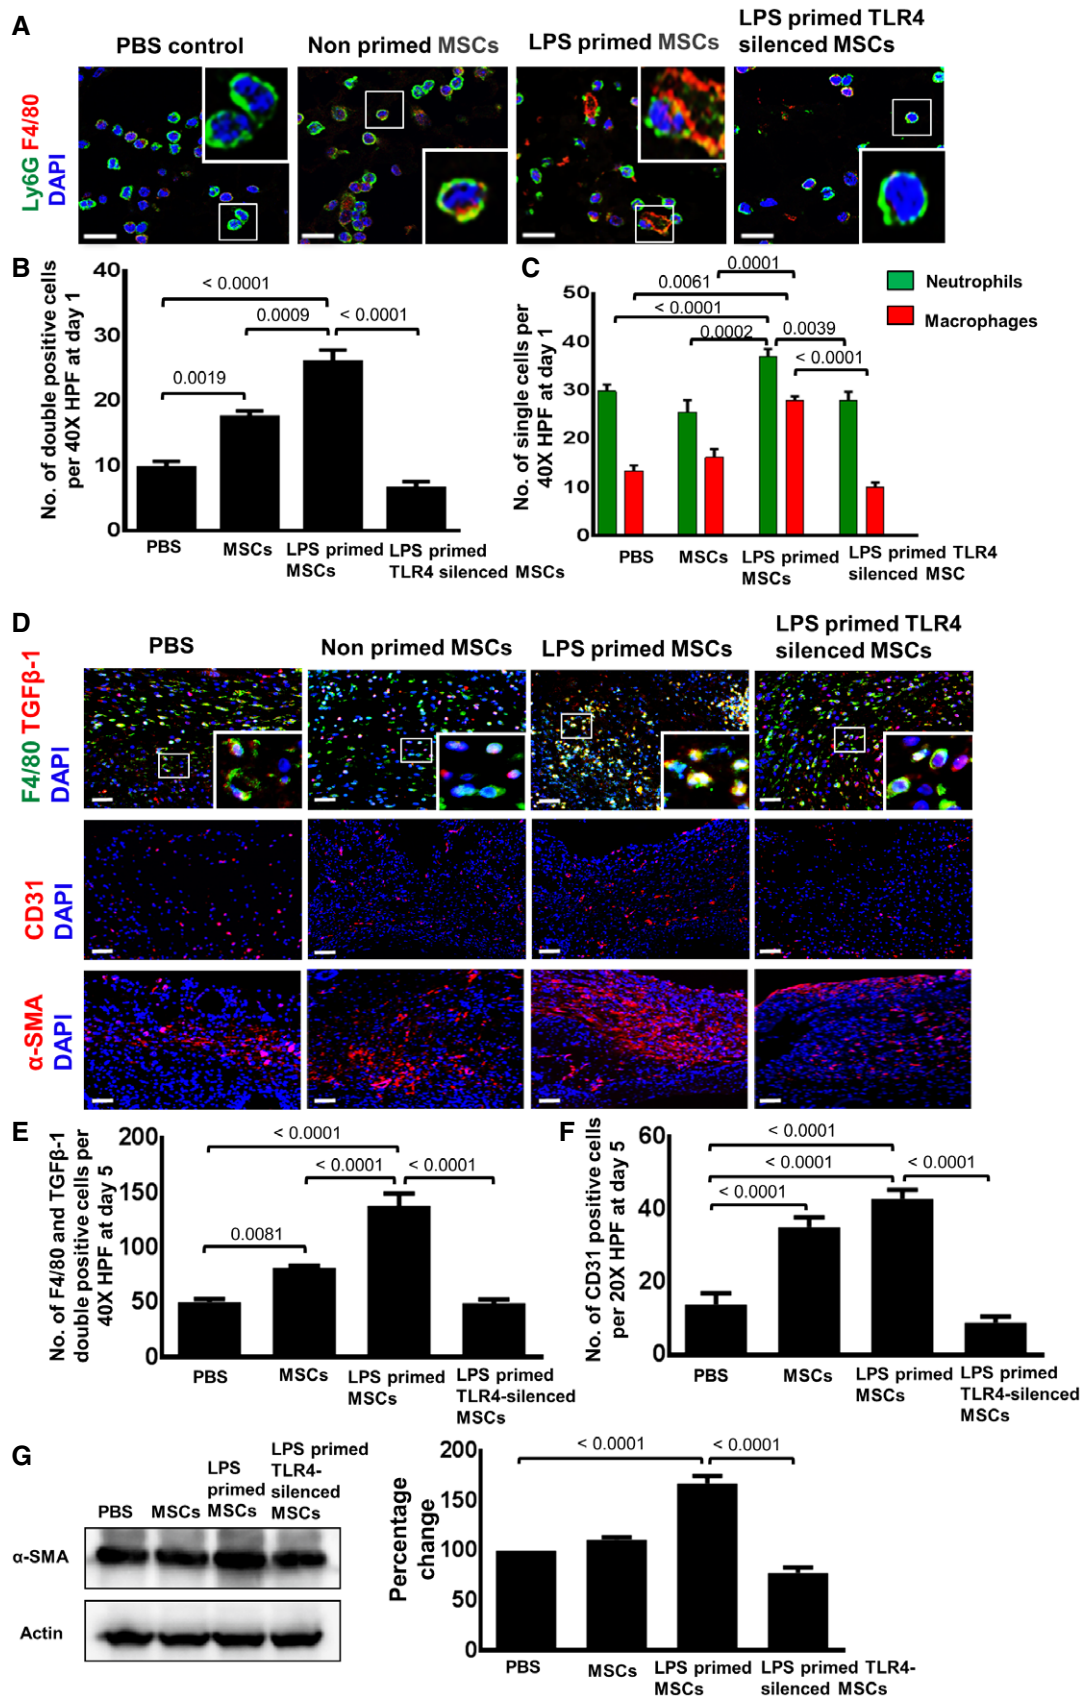 A
PBS control
Non primed MSCs
LPS primed MSCs
LPS primed TLR4
silenced MSCs
Ly6G F4/80
DAPI
B
No. of double positive cells
per 40X HPF at day 1
40
30
20
10
0
< 0.0001
0.0009
< 0.0001
0.0019
PBS
MSCs
LPS primed
MSCs
LPS primed
TLR4 silenced MSCs
C
No. of single cells per
40X HPF at day 1
50
40
30
20
10
0
0.0001
0.0061
< 0.0001
0.0002
0.0039
< 0.0001
Neutrophils
Macrophages
PBS
MSCs
LPS primed
MSCs
LPS primed TLR4
silenced MSC
D
PBS
Non primed MSCs
LPS primed MSCs
LPS primed TLR4
silenced MSCs
F4/80 TGFβ-1
DAPI
CD31
DAPI
α-SMA
DAPI
E
No. of F4/80 and TGFβ-1
double positive cells per
40X HPF at day 5
200
150
100
50
0
< 0.0001
< 0.0001
< 0.0001
0.0081
PBS
MSCs
LPS primed
MSCs
LPS primed
TLR4-silenced
MSCs
F
No. of CD31 positive cells
per 20X HPF at day 5
60
40
20
0
< 0.0001
< 0.0001
< 0.0001
< 0.0001
PBS
MSCs
LPS primed
MSCs
LPS primed
TLR4-silenced
MSCs
G
PBS
MSCs
LPS
primed
MSCs
LPS primed
TLR4-
silenced
MSCs
α-SMA
Actin
Percentage
change
200
150
100
50
0
< 0.0001
< 0.0001
PBS
MSCs
LPS primed
MSCs
LPS primed TLR4-
silenced MSCs